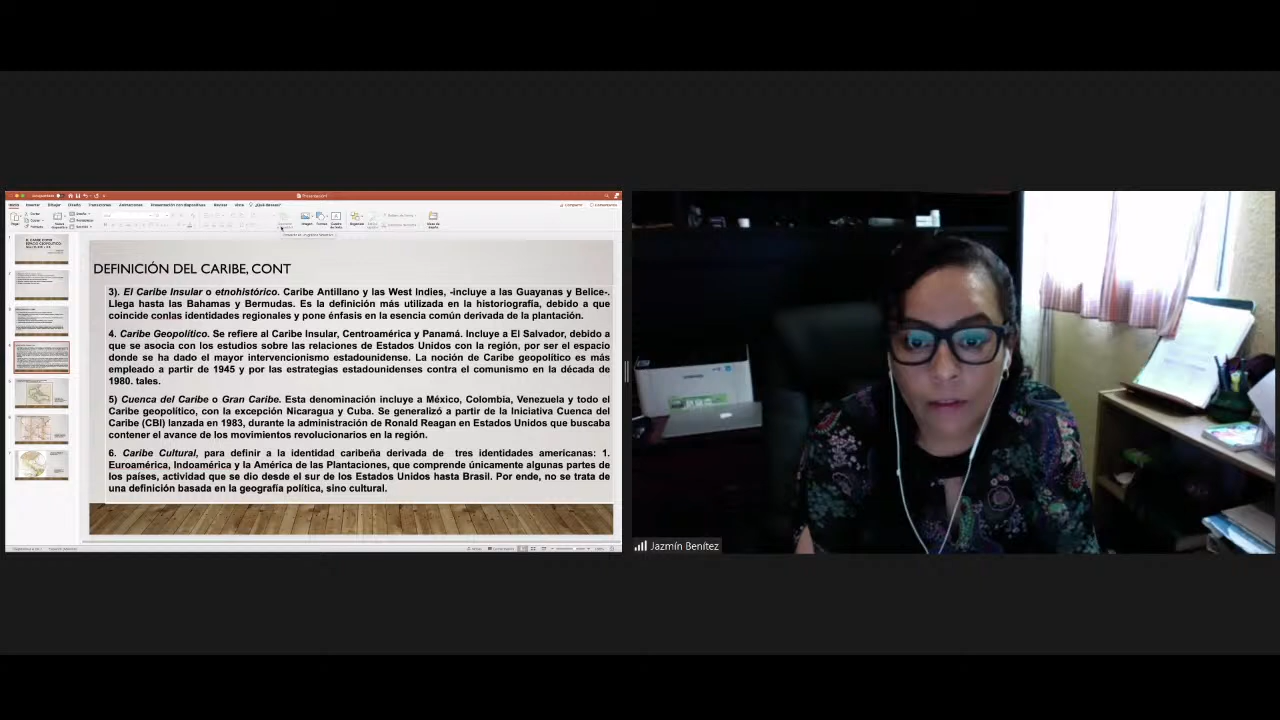 DEFINICIÓN DEL CARIBE, CONT
3). El Caribe Insular o etnohistórico. Caribe Antillano y las West Indies, -incluye a las Guayanas y Belice-.
Llega hasta las Bahamas y Bermudas. Es la definición más utilizada en la historiografía, debido a que
coincide conlas identidades regionales y pone énfasis en la esencia común derivada de la plantación.
4. Caribe Geopolítico. Se refiere al Caribe Insular, Centroamérica y Panamá. Incluye a El Salvador, debido a
que se asocia con los estudios sobre las relaciones de Estados Unidos con la región, por ser el espacio
donde se ha dado el mayor intervencionismo estadounidense. La noción de Caribe geopolítico es más
empleado a partir de 1945 y por las estrategias estadounidenses contra el comunismo en la década de
1980. tales.
5) Cuenca del Caribe o Gran Caribe. Esta denominación incluye a México, Colombia, Venezuela y todo el
Caribe geopolítico, con la excepción Nicaragua y Cuba. Se generalizó a partir de la Iniciativa Cuenca del
Caribe (CBI) lanzada en 1983, durante la administración de Ronald Reagan en Estados Unidos que buscaba
contener el avance de los movimientos revolucionarios en la región.
6. Caribe Cultural, para definir a la identidad caribeña derivada de tres identidades americanas: 1.
Euroamérica, Indoamérica y la América de las Plantaciones, que comprende únicamente algunas partes de
los países, actividad que se dio desde el sur de los Estados Unidos hasta Brasil. Por ende, no se trata de
una definición basada en la geografía política, sino cultural.
Jazmín Benítez